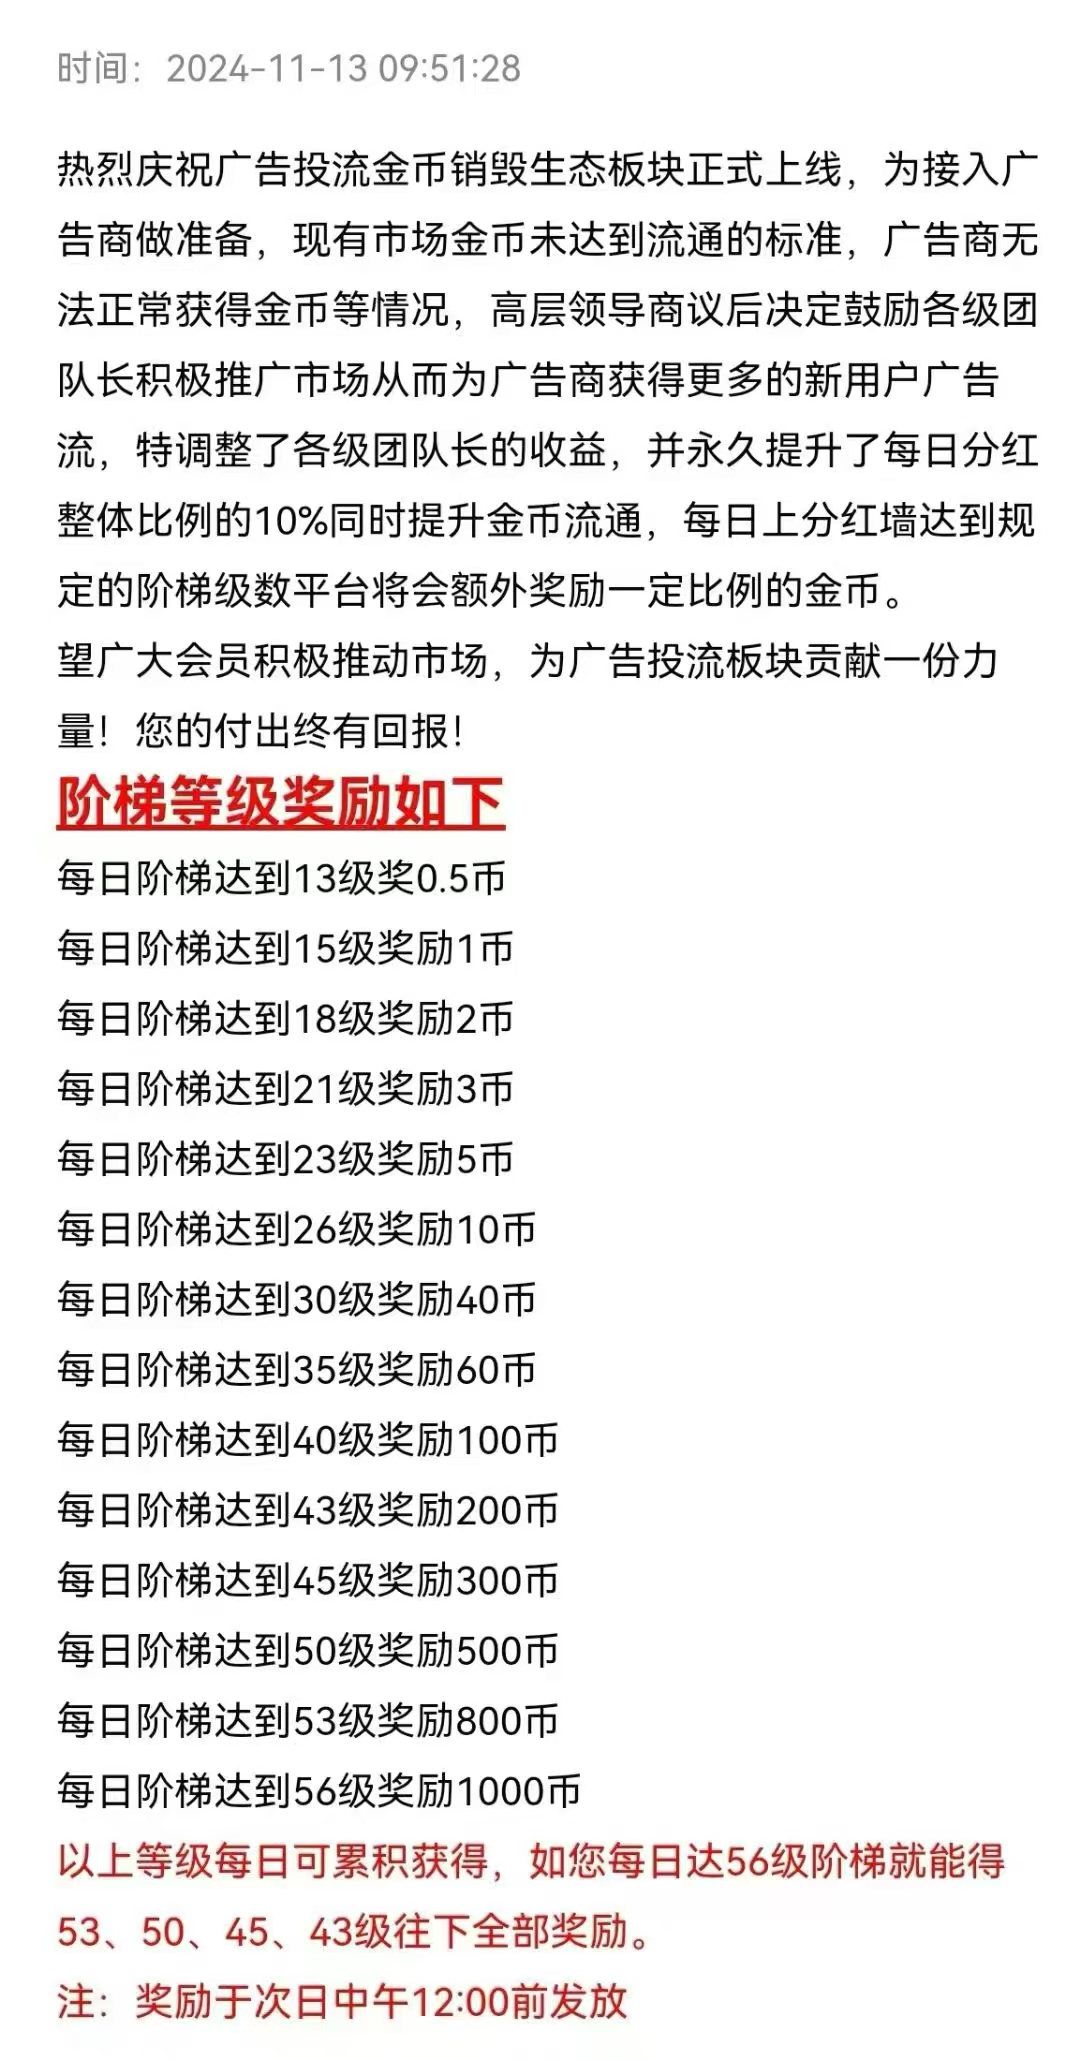 时间：2024-11-13 09:51:28
热烈庆祝广告投流金币销毁生态板块正式上线，为接入广
告商做准备，现有市场金币未达到流通的标准，广告商无
法正常获得金币等情况，高层领导商议后决定鼓励各级团
队长积极推广市场从而为广告商获得更多的新用户广告
流，特调整了各级团队长的收益，并永久提升了每日分红
整体比例的10%同时提升金币流通，每日上分红墙达到规
定的阶梯级数平台将会额外奖励一定比例的金币。
望广大会员积极推动市场，为广告投流板块贡献一份力
量！您的付出终有回报！
阶梯等级奖励如下
每日阶梯达到13级奖0.5币
每日阶梯达到15级奖励1币
每日阶梯达到18级奖励2币
每日阶梯达到21级奖励3币
每日阶梯达到23级奖励5币
每日阶梯达到26级奖励10币
每日阶梯达到30级奖励40币
每日阶梯达到35级奖励60币
每日阶梯达到40级奖励100币
每日阶梯达到43级奖励200币
每日阶梯达到45级奖励300币
每日阶梯达到50级奖励500币
每日阶梯达到53级奖励800币
每日阶梯达到56级奖励1000币
以上等级每日可累积获得，如您每日达56级阶梯就能得
53、50、45、43级往下全部奖励。
注：奖励于次日中午12:00前发放